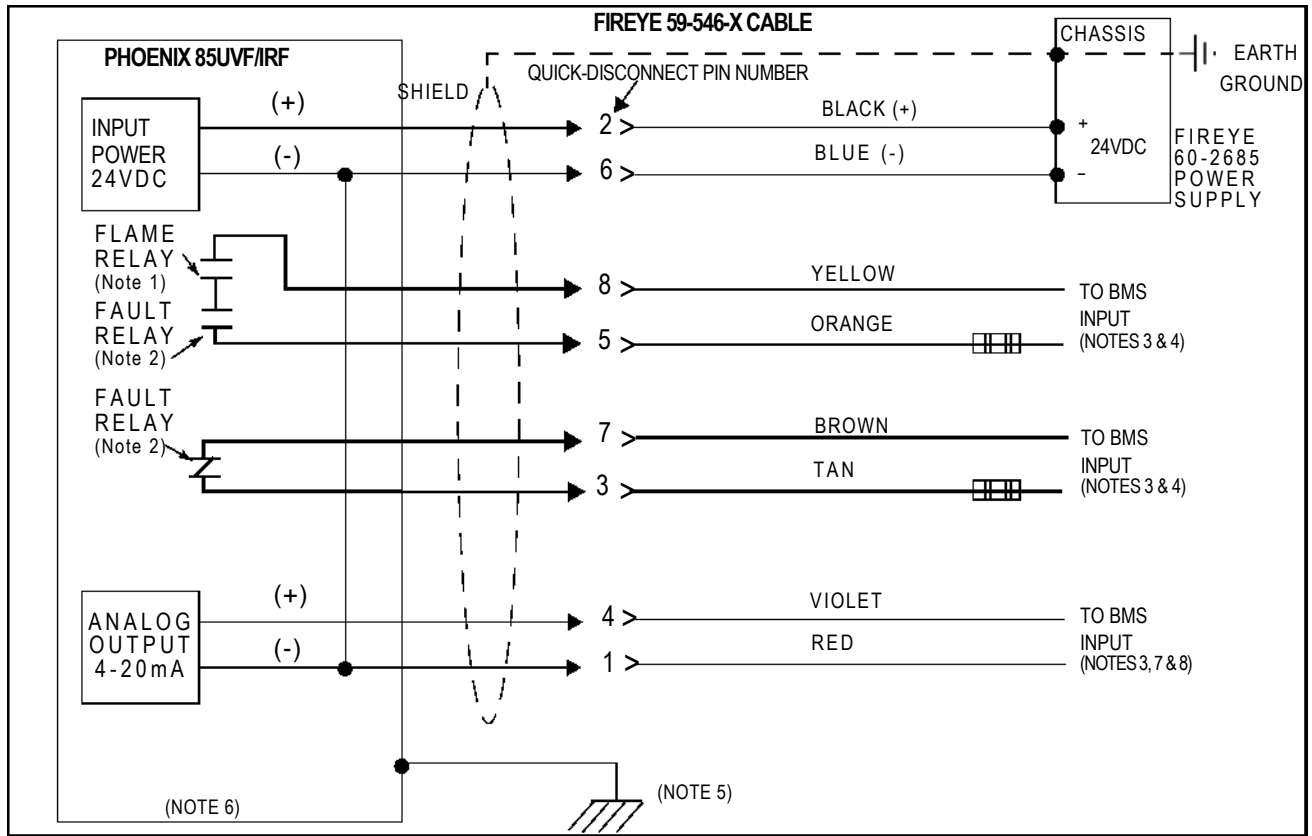 FIREYE 59-546-X CABLE
PHOENIX 85UVF/IRF
CHASSIS
EARTH
GROUND
QUICK-DISCONNECT PIN NUMBER
SHIELD
INPUT
POWER
24VDC
(+)
(-)
2
BLACK (+)
6
BLUE (-)
+
24VDC
-
FIREYE
60-2685
POWER
SUPPLY
FLAME
RELAY
(Note 1)
FAULT
RELAY
(Note 2)
8
YELLOW
5
ORANGE
TO BMS
INPUT
(NOTES 3 & 4)
FAULT
RELAY
(Note 2)
7
BROWN
3
TAN
TO BMS
INPUT
(NOTES 3 & 4)
ANALOG
OUTPUT
4-20mA
(+)
(-)
4
VIOLET
1
RED
TO BMS
INPUT
(NOTES 3, 7 & 8)
(NOTE 6)
(NOTE 5)